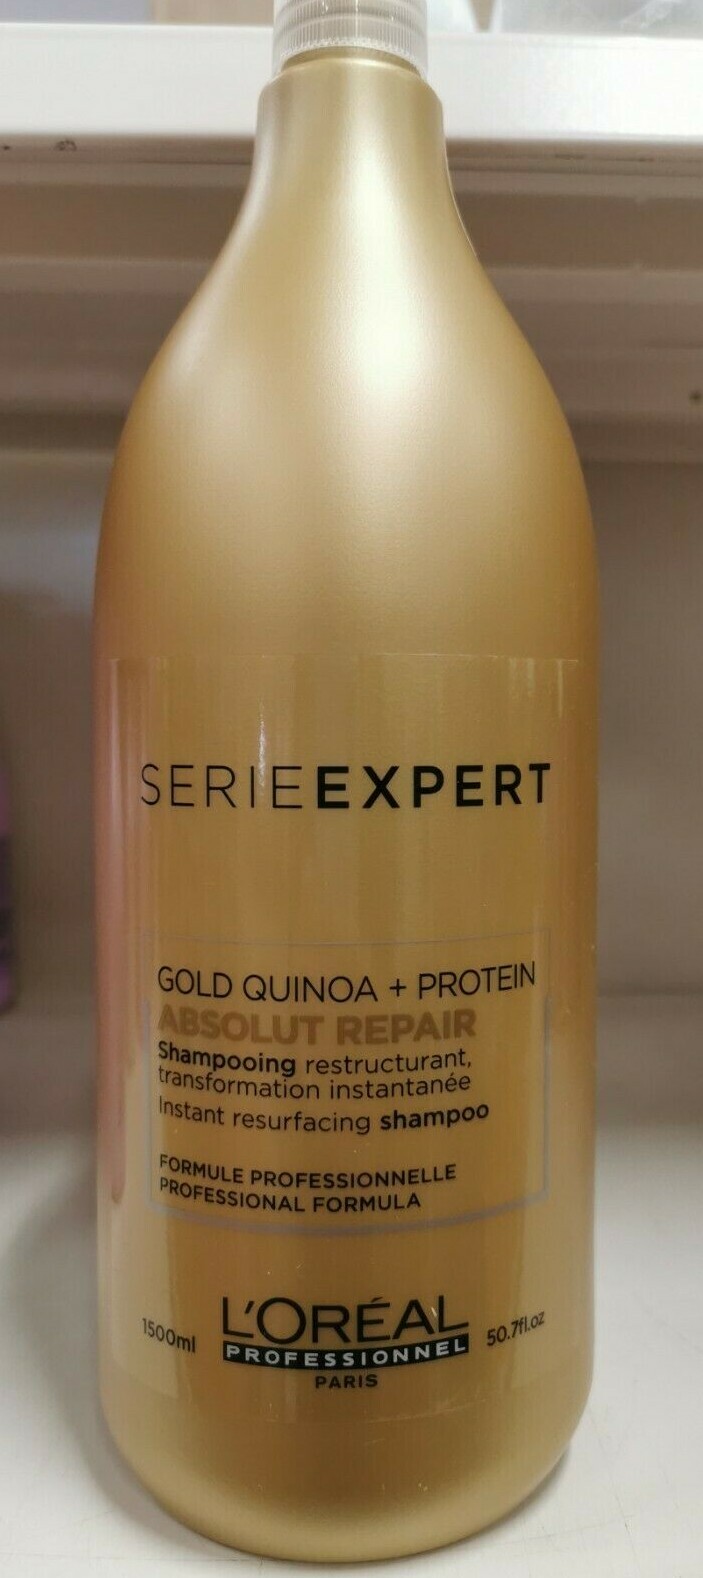 SERIEEXPERT
GOLD QUINOA + PROTEIN
ABSOLUT REPAIR
Shampooing restructurant,
transformation instantanée
Instant resurfacing shampoo
FORMULE PROFESSIONNELLE
PROFESSIONAL FORMULA
1500ml
L'ORÉAL
PROFESSIONNEL
PARIS
50.7fl.oz